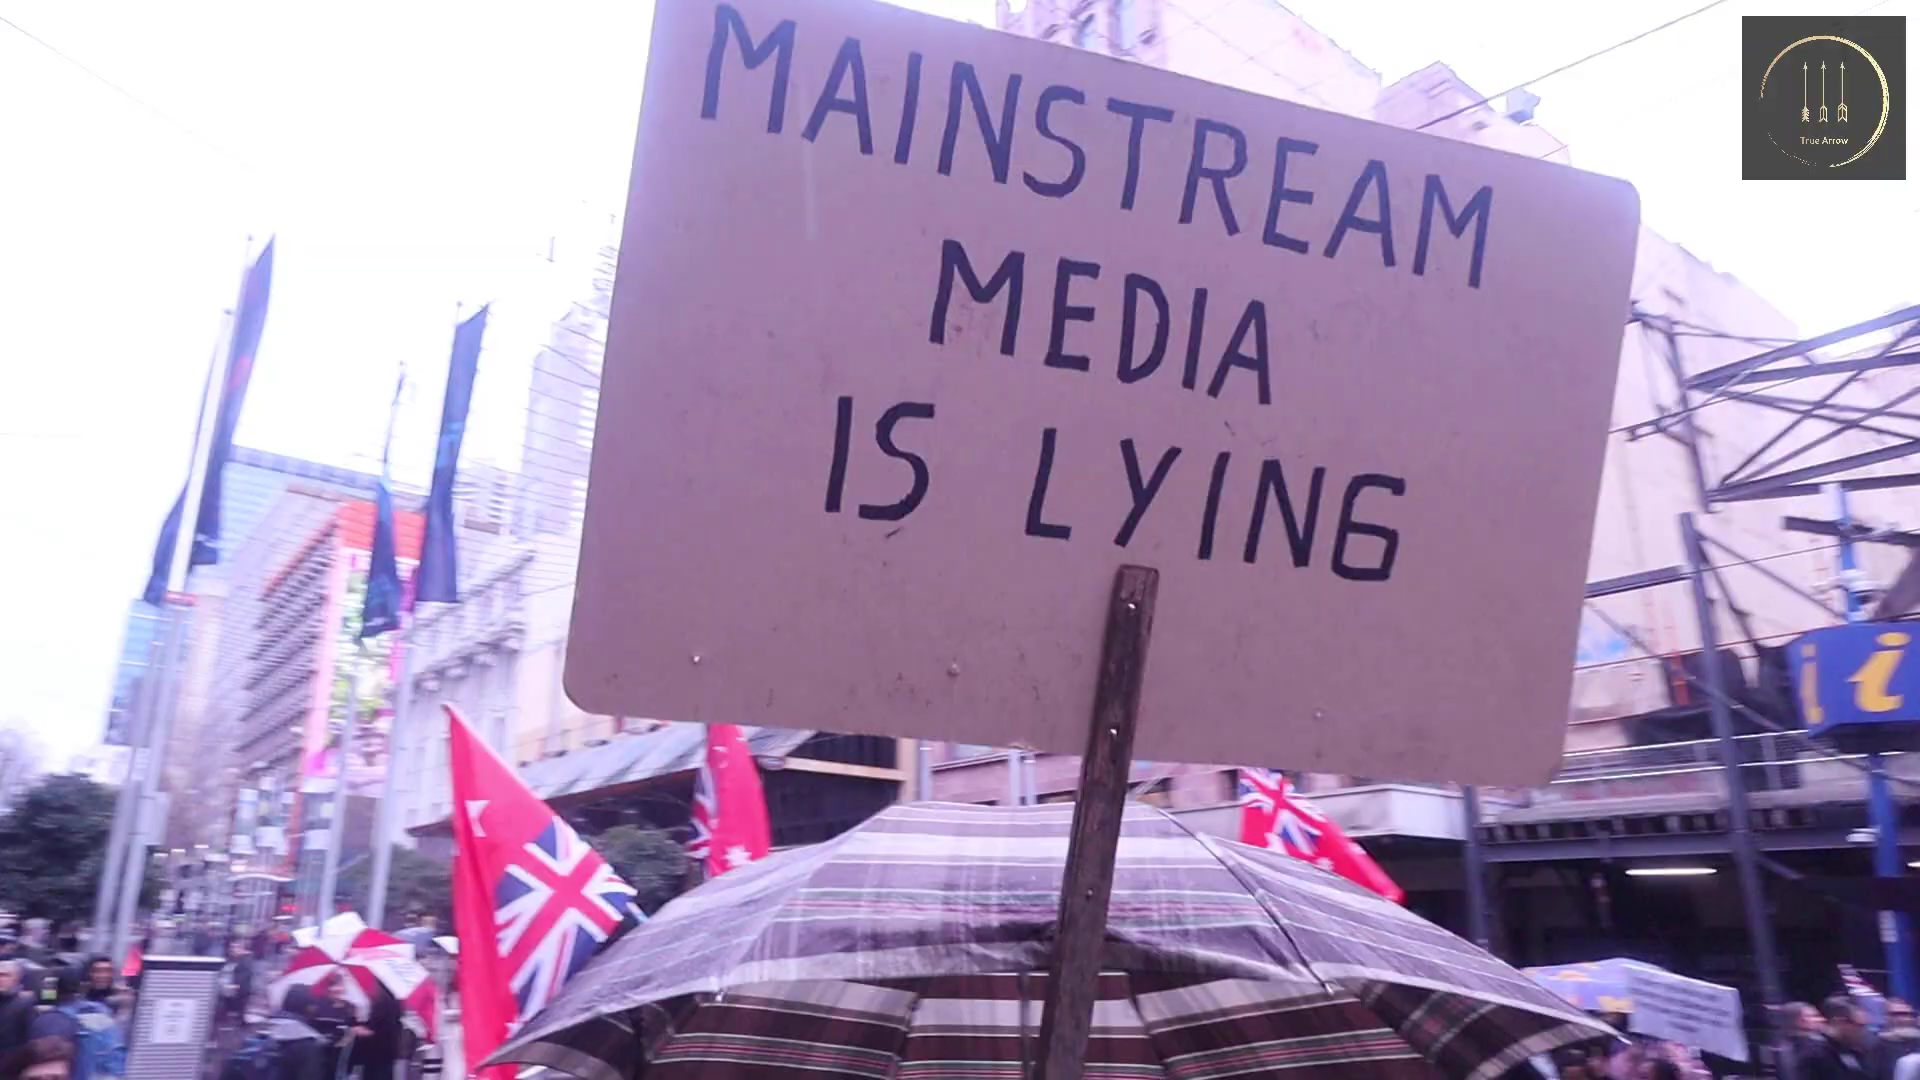 MAINSTREAM
MEDIA
IS LYING
True Arrow
i i